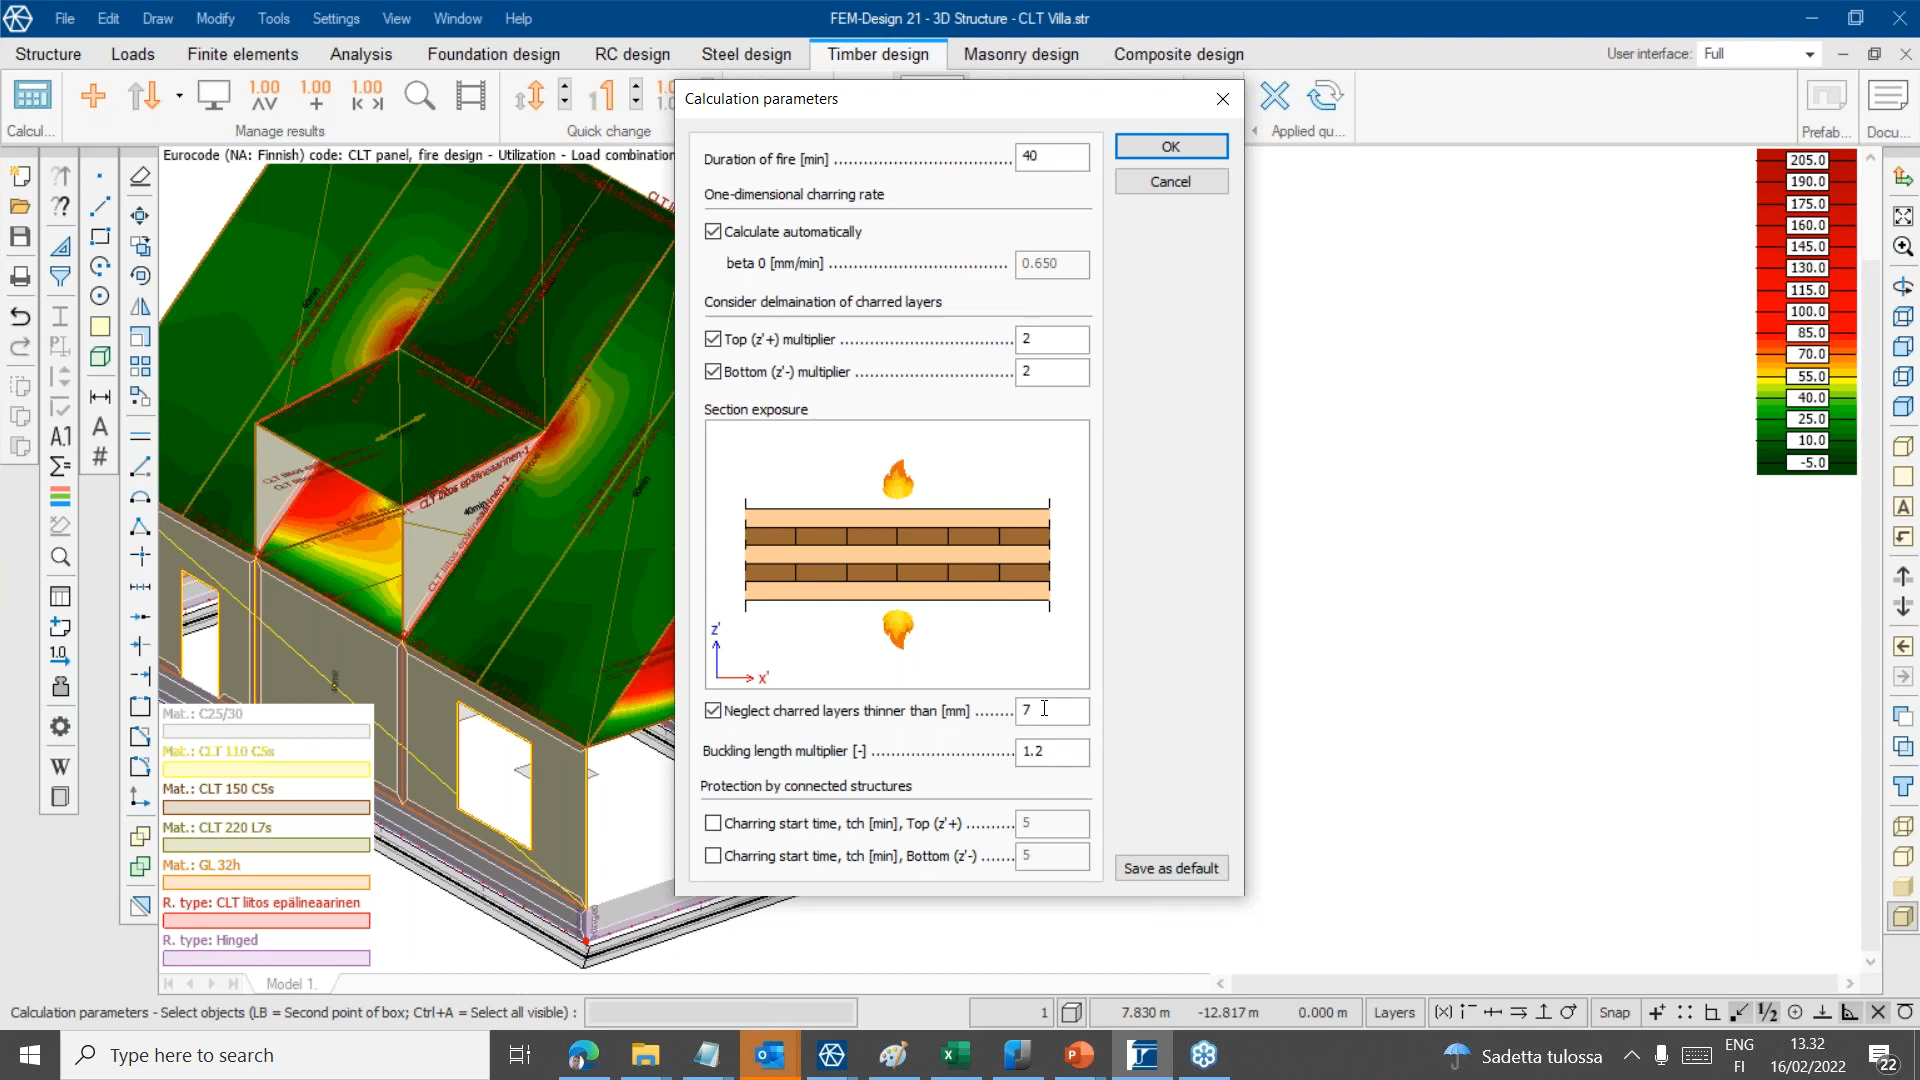 File Edit Draw Modify Tools Settings View Window Help
FEM-Design 21 - 3D Structure - CLT Villa.str
Structure Loads Finite elements Analysis Foundation design RC design Steel design Timber design Masonry design Composite design
User interface: Full
1.00 1.00 1.00
Calcul... Manage results Quick change Applied qu... Prefab... Docu...
Eurocode (NA: Finnish) code: CLT panel, fire design - Utilization - Load combination
Calculation parameters
Duration of fire [min] 40
One-dimensional charring rate
Calculate automatically
beta 0 [mm/min] 0.650
Consider delmaination of charred layers
Top (z'+) multiplier 2
Bottom (z'-) multiplier 2
Section exposure
z'
x'
Neglect charred layers thinner than [mm] 7
Buckling length multiplier [-] 1.2
Protection by connected structures
Charring start time, tch [min], Top (z'+) 5
Charring start time, tch [min], Bottom (z'-) 5
OK
Cancel
Save as default
205.0
190.0
175.0
160.0
145.0
130.0
115.0
100.0
85.0
70.0
55.0
40.0
25.0
10.0
-5.0
Mat.: C25/30
Mat.: CLT 110 C5s
Mat.: CLT 150 C5s
Mat.: CLT 220 L7s
Mat.: GL 32h
R. type: CLT liitos epälineaarinen
R. type: Hinged
Model 1.
Calculation parameters - Select objects (LB = Second point of box; Ctrl+A = Select all visible) :
1 7.830 m -12.817 m 0.000 m Layers Snap
Type here to search
Sadetta tulossa
ENG
FI
13.32
16/02/2022
22